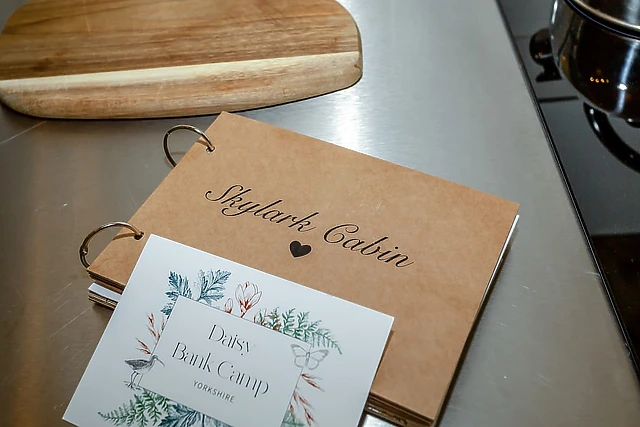 Skylark Cabin
Daisy
Bank Camp
YORKSHIRE